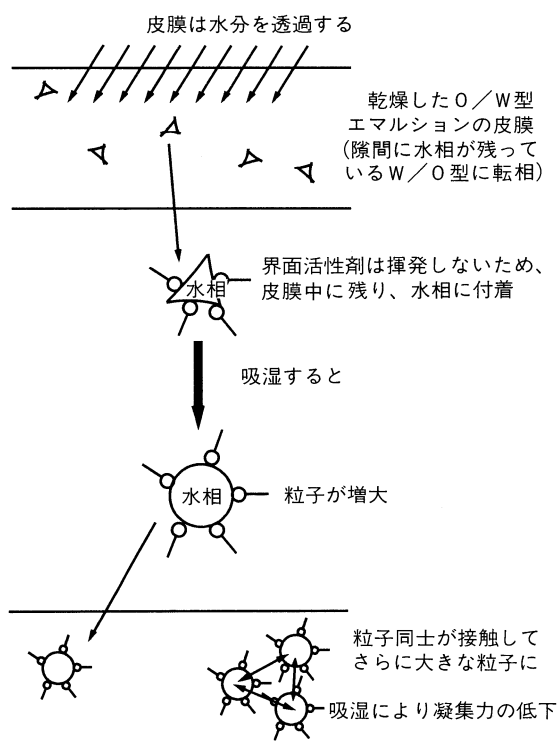 皮膜は水分を透過する
乾燥したO／W型
エマルションの皮膜
(隙間に水相が残って
いるW／O型に転相)
水相
界面活性剤は揮発しないため、
皮膜中に残り、水相に付着
吸湿すると
水相
粒子が増大
粒子同士が接触して
さらに大きな粒子に
吸湿により凝集力の低下